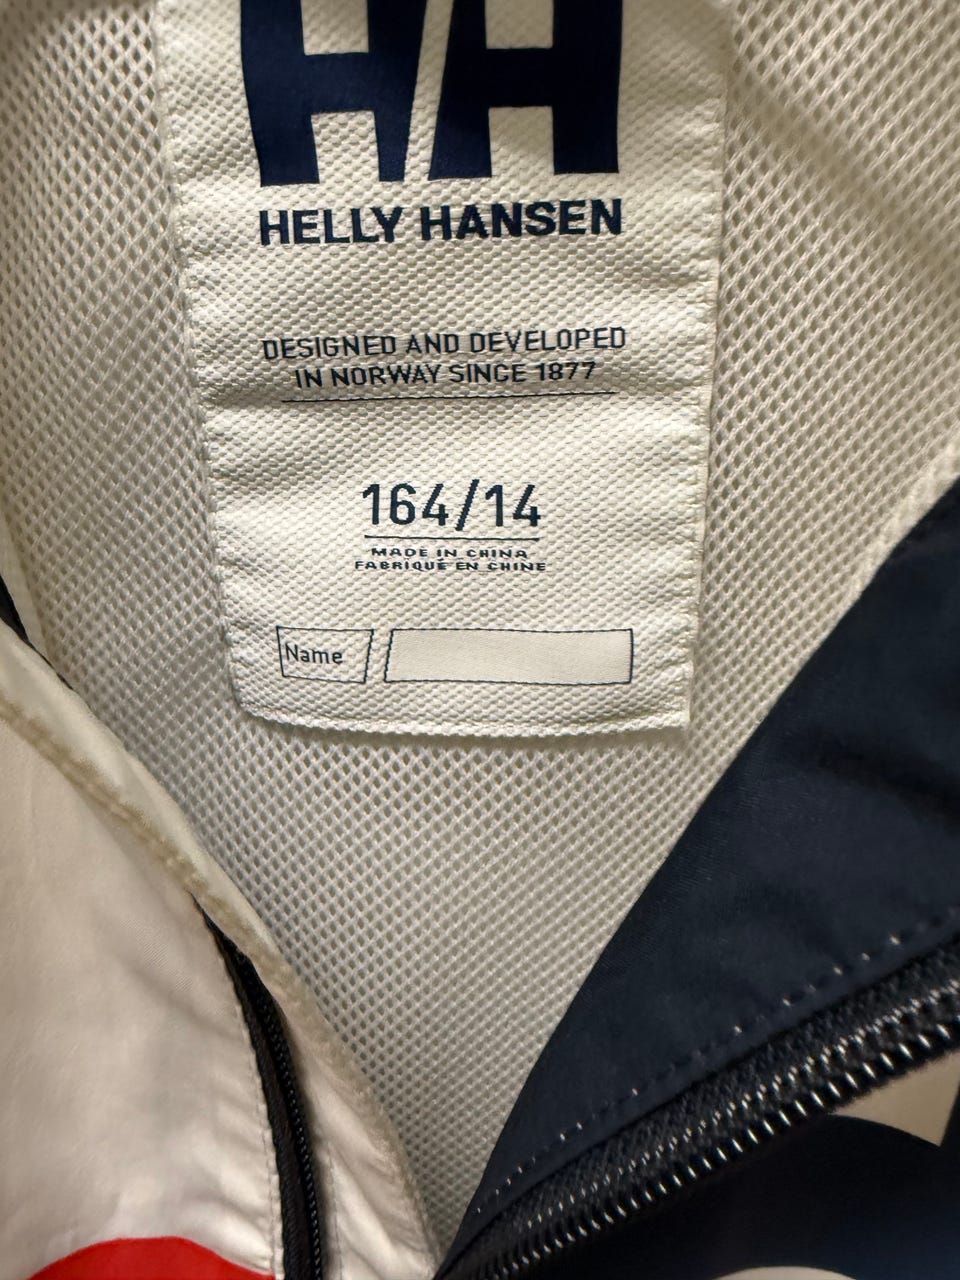 HH
HELLY HANSEN
DESIGNED AND DEVELOPED
IN NORWAY SINCE 1877
164/14
MADE IN CHINA
FABRIQUÉ EN CHINE
Name